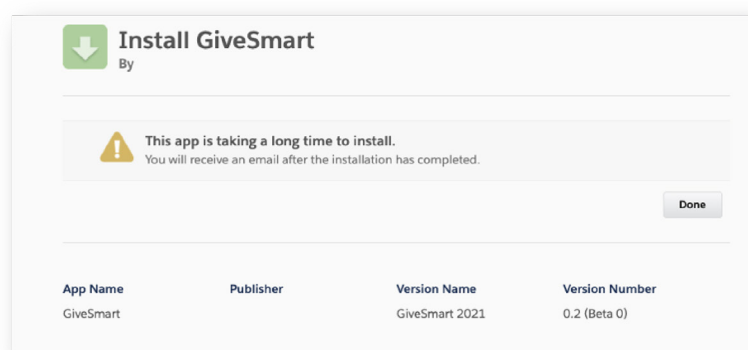 Install GiveSmart
By
This app is taking a long time to install.
You will receive an email after the installation has completed.
Done
App Name Publisher Version Name Version Number
GiveSmart GiveSmart 2021 0.2 (Beta 0)